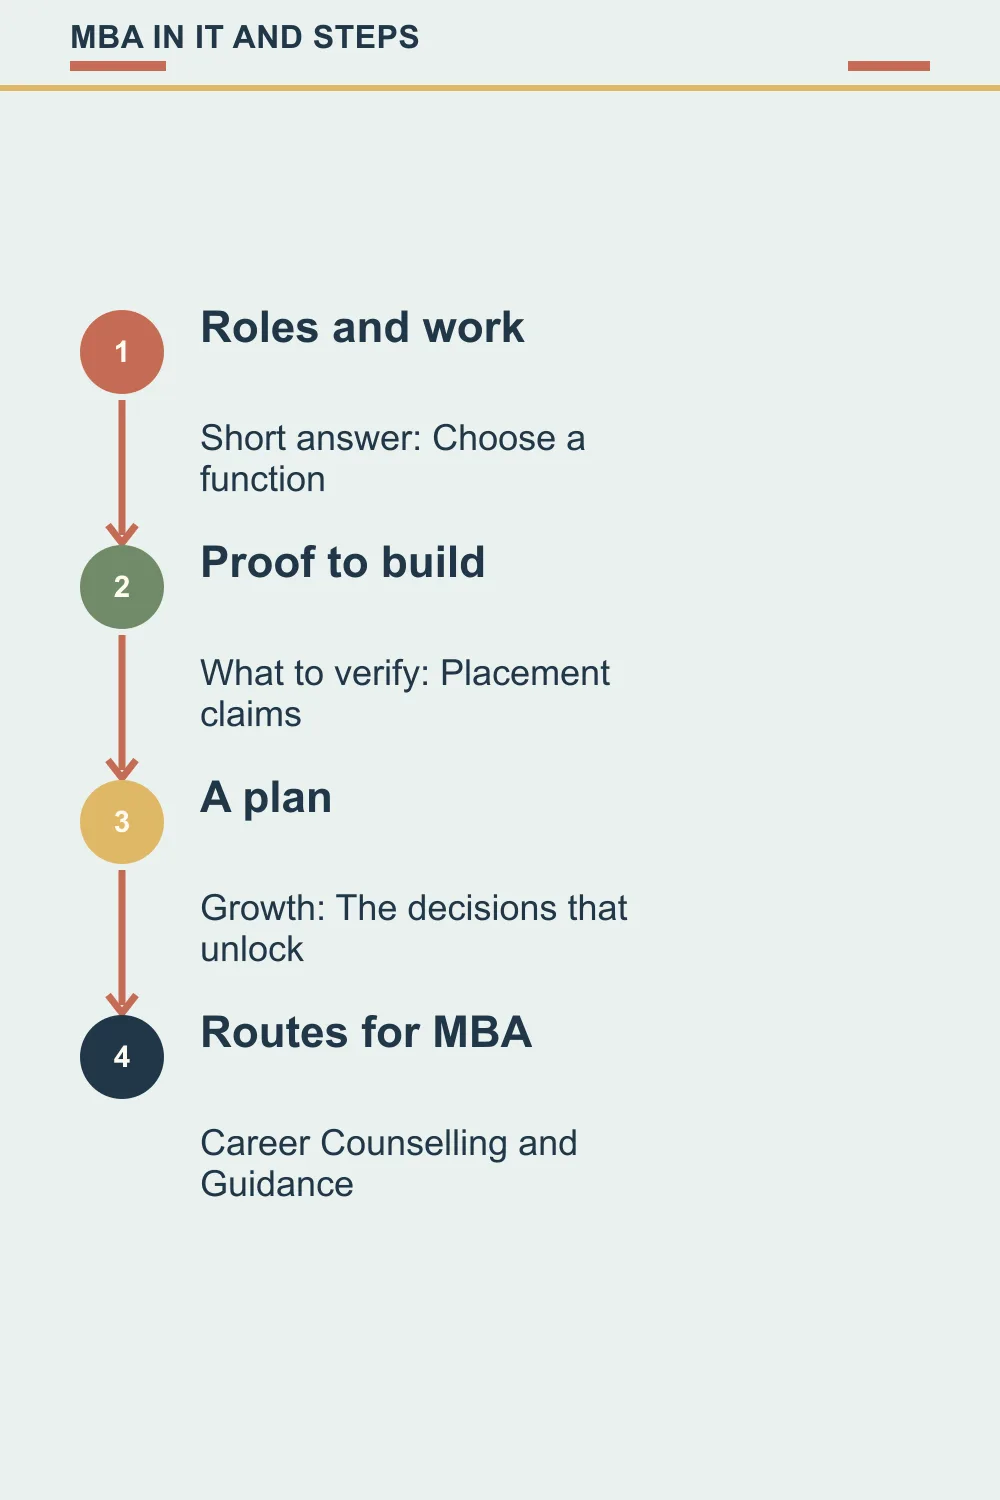 MBA IN IT AND STEPS
1
Roles and work
Short answer: Choose a
function
2
Proof to build
What to verify: Placement
claims
3
A plan
Growth: The decisions that
unlock
4
Routes for MBA
Career Counselling and
Guidance